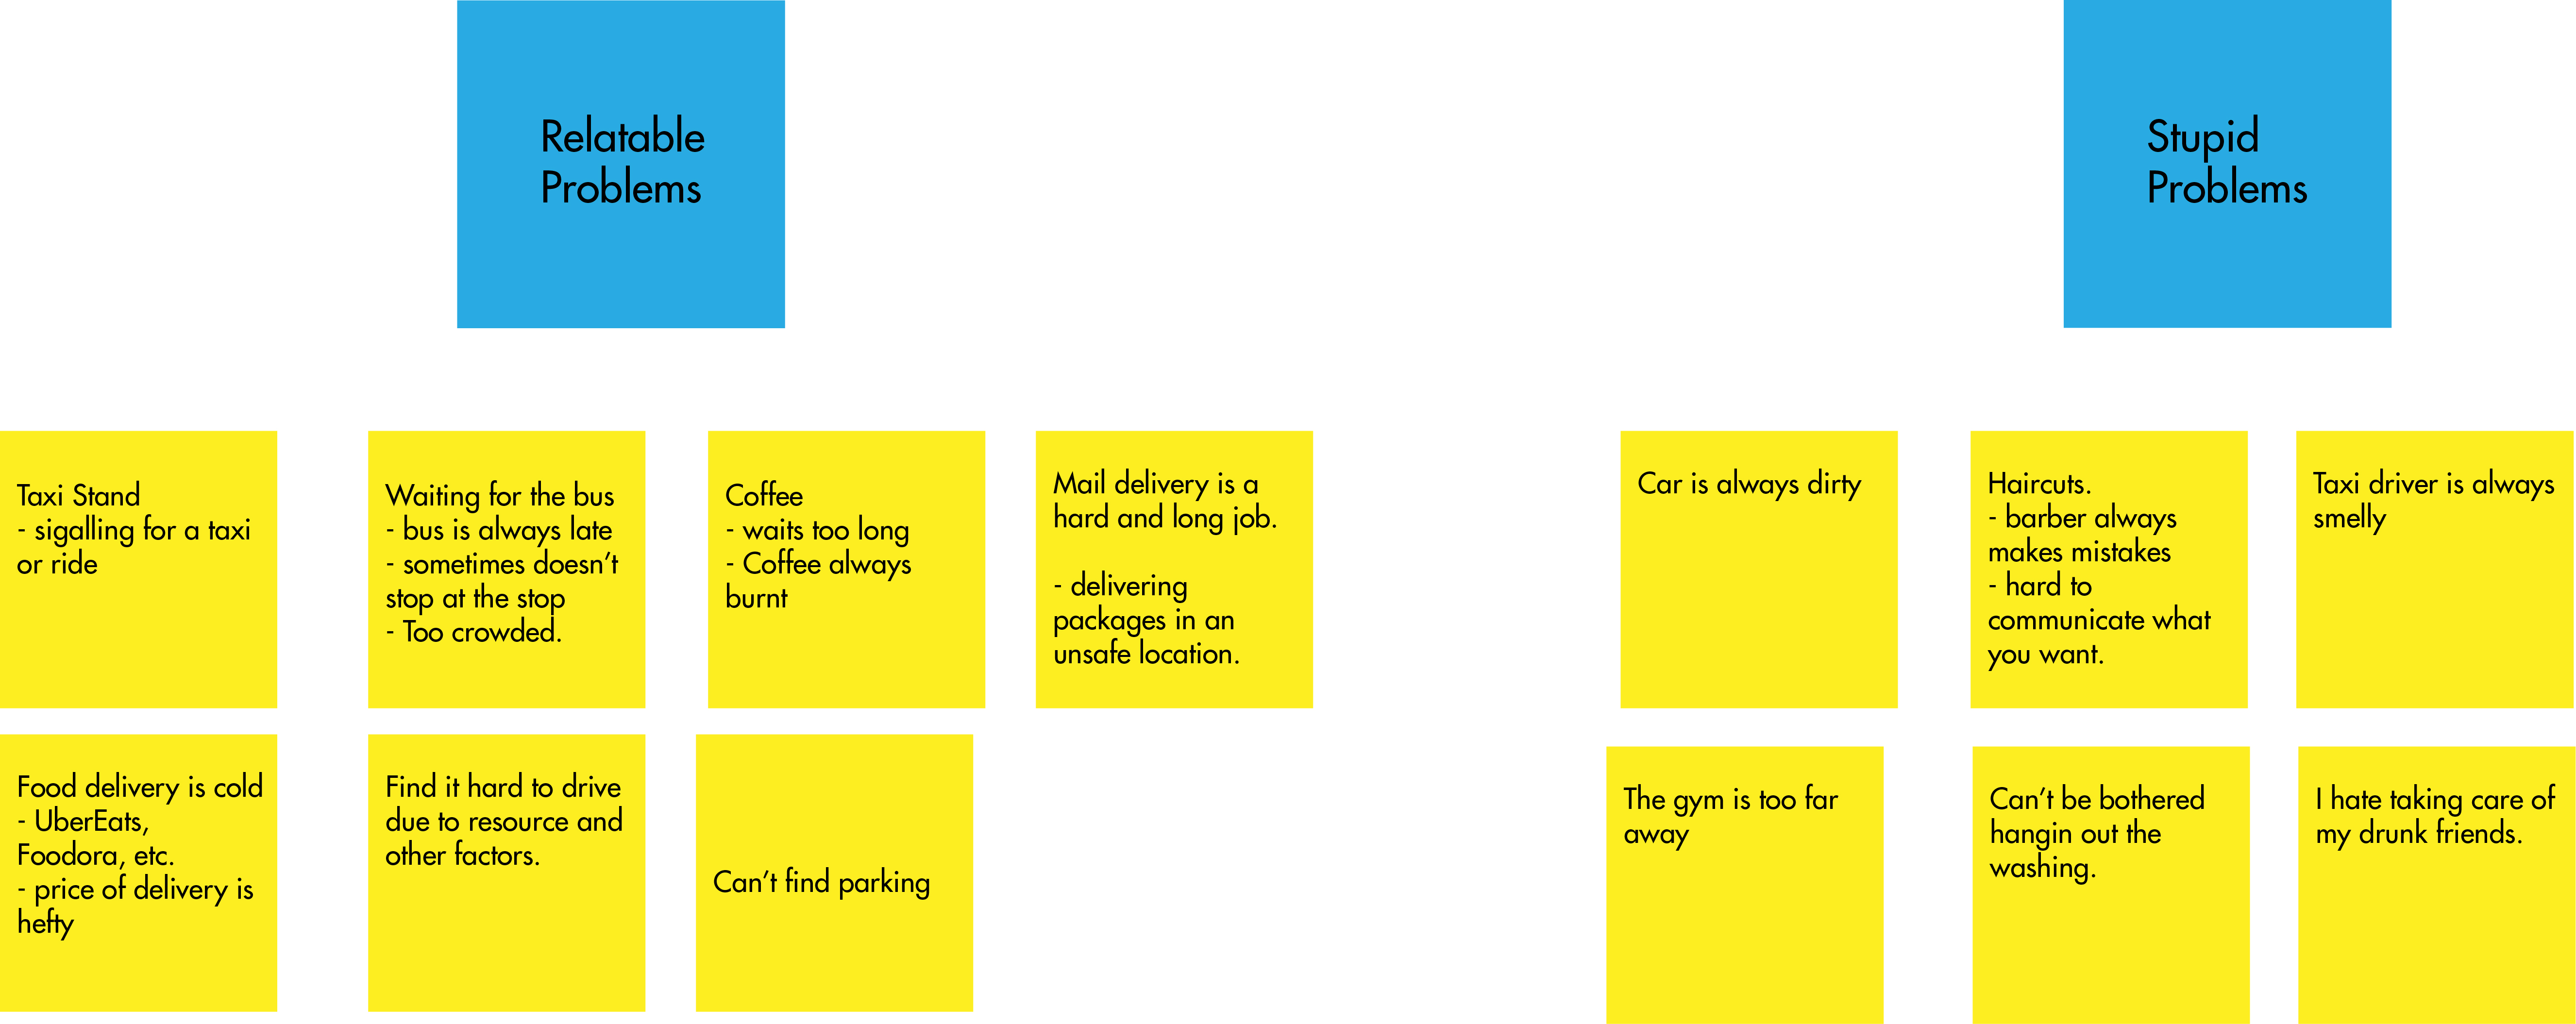 Relatable
Problems
Stupid
Problems
Taxi Stand
- sigalling for a taxi
or ride
Waiting for the bus
- bus is always late
- sometimes doesn't
stop at the stop
- Too crowded.
Coffee
- waits too long
- Coffee always
burnt
Mail delivery is a
hard and long job.
- delivering
packages in an
unsafe location.
Food delivery is cold
- UberEats,
Foodora, etc.
- price of delivery is
hefty
Find it hard to drive
due to resource and
other factors.
Can't find parking
Car is always dirty
Haircuts.
- barber always
makes mistakes
- hard to
communicate what
you want.
Taxi driver is always
smelly
The gym is too far
away
Can't be bothered
hangin out the
washing.
I hate taking care of
my drunk friends.